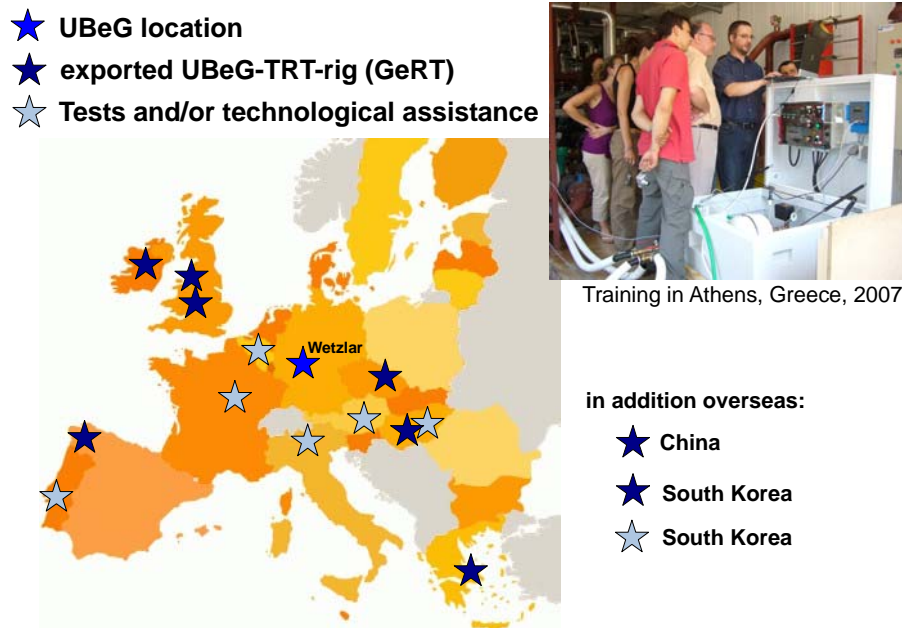 UBeG location
exported UBeG-TRT-rig (GeRT)
Tests and/or technological assistance
Training in Athens, Greece, 2007
Wetzlar
in addition overseas:
China
South Korea
South Korea